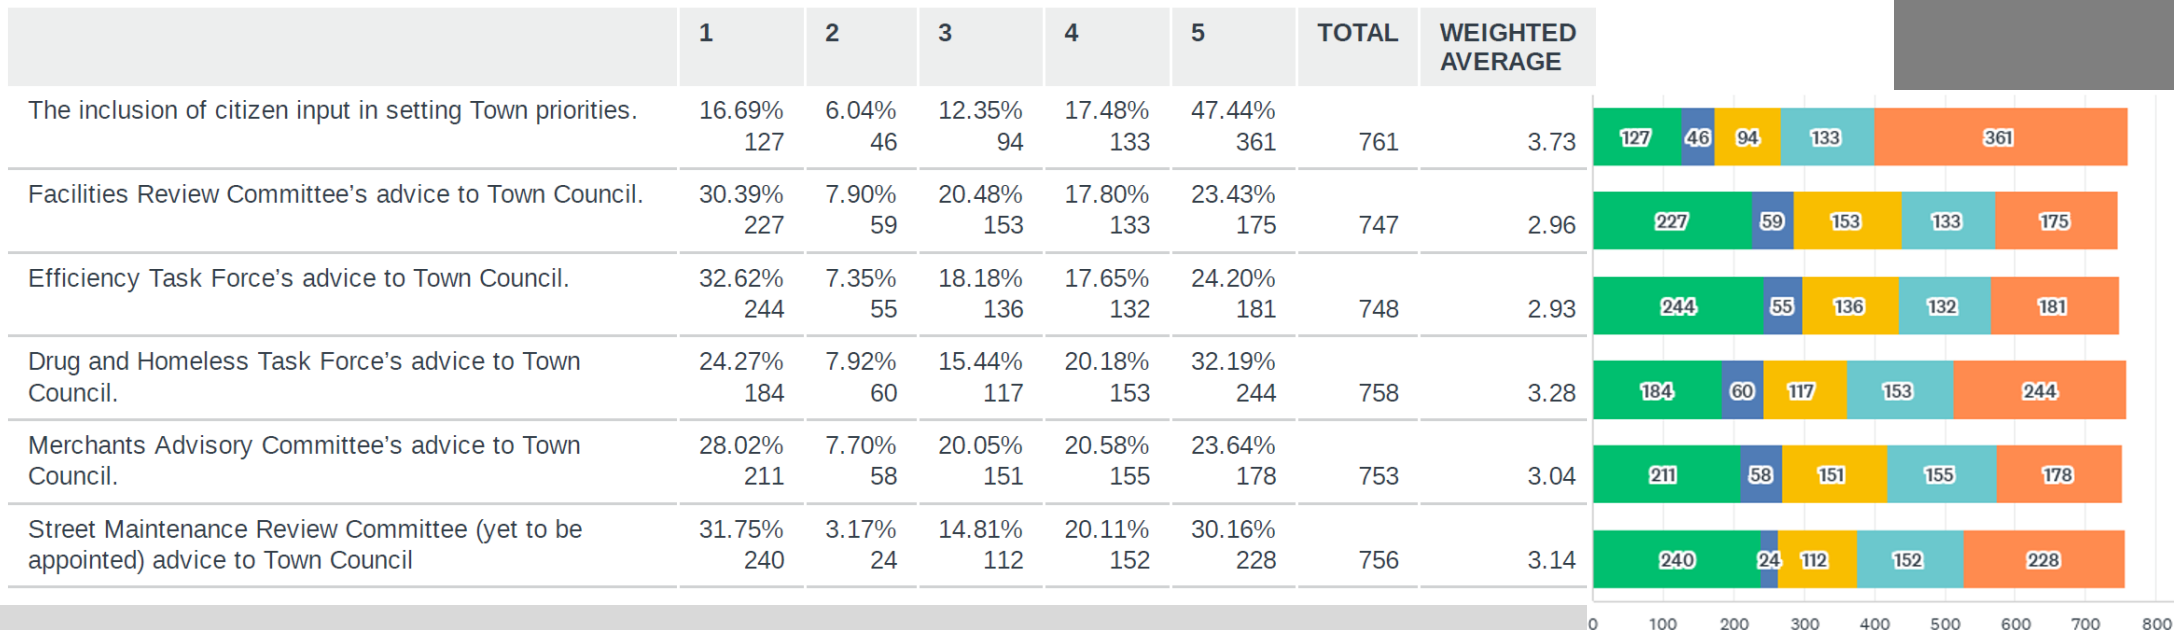 1 2 3 4 5 TOTAL WEIGHTED
AVERAGE
The inclusion of citizen input in setting Town priorities. 16.69% 6.04% 12.35% 17.48% 47.44%
127 46 94 133 361 761 3.73
127 46 94 133 361
Facilities Review Committee’s advice to Town Council. 30.39% 7.90% 20.48% 17.80% 23.43%
227 59 153 133 175 747 2.96
227 59 153 133 175
Efficiency Task Force’s advice to Town Council. 32.62% 7.35% 18.18% 17.65% 24.20%
244 55 136 132 181 748 2.93
244 55 136 132 181
Drug and Homeless Task Force’s advice to Town 24.27% 7.92% 15.44% 20.18% 32.19%
Council. 184 60 117 153 244 758 3.28
184 60 117 153 244
Merchants Advisory Committee’s advice to Town 28.02% 7.70% 20.05% 20.58% 23.64%
Council. 211 58 151 155 178 753 3.04
211 58 151 155 178
Street Maintenance Review Committee (yet to be 31.75% 3.17% 14.81% 20.11% 30.16%
appointed) advice to Town Council 240 24 112 152 228 756 3.14
240 24 112 152 228
0 100 200 300 400 500 600 700 800